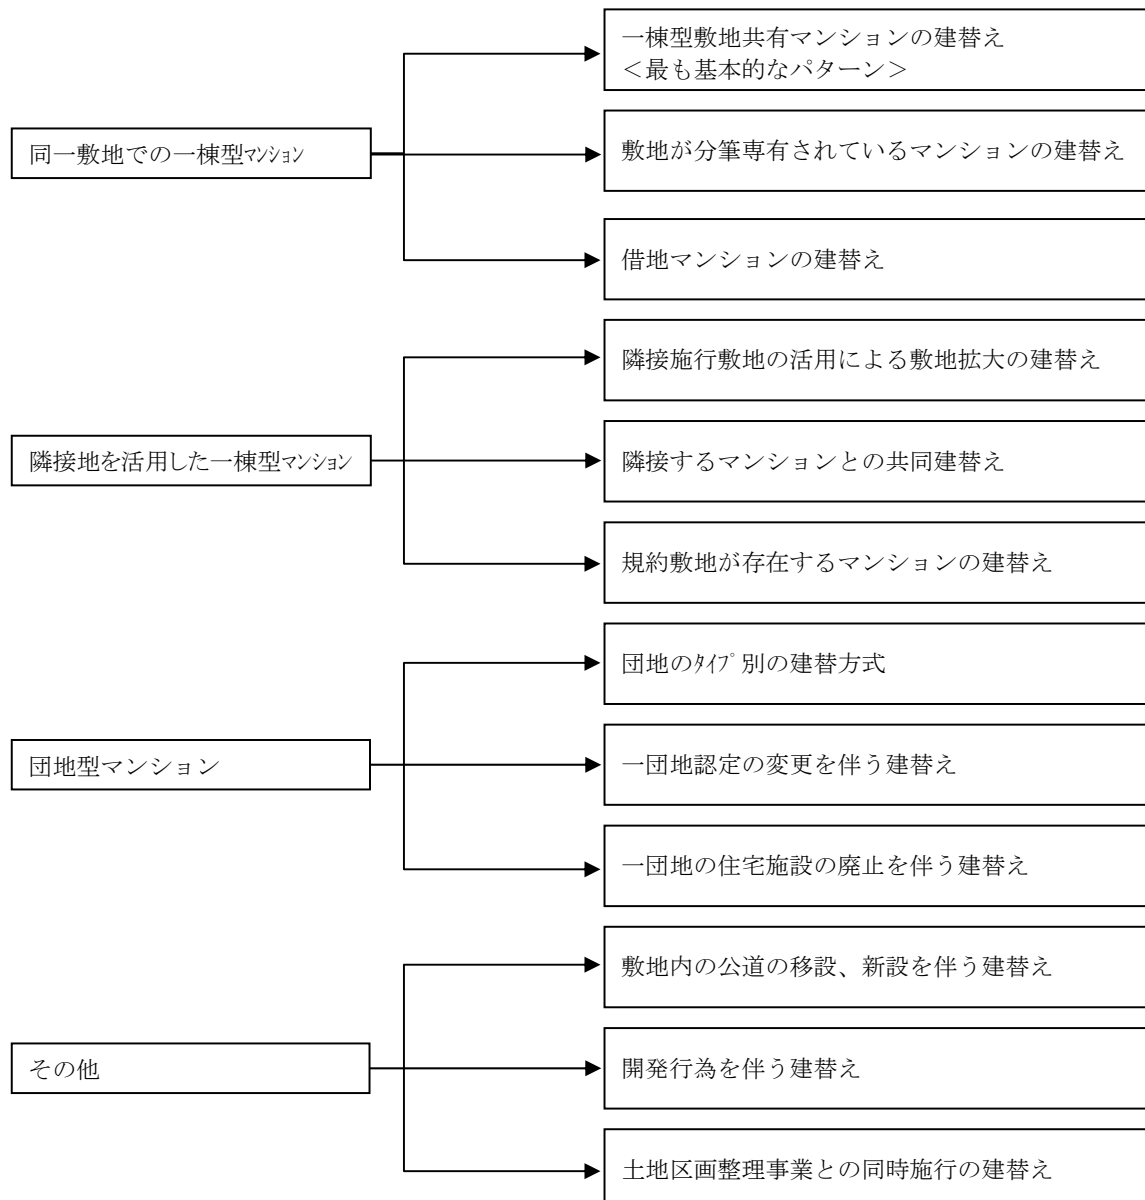 同一敷地での一棟型ﾏﾝｼｮﾝ
一棟型敷地共有マンションの建替え
＜最も基本的なパターン＞
敷地が分筆専有されているマンションの建替え
借地マンションの建替え
隣接地を活用した一棟型ﾏﾝｼｮﾝ
隣接施行敷地の活用による敷地拡大の建替え
隣接するマンションとの共同建替え
規約敷地が存在するマンションの建替え
団地型マンション
団地のﾀｲﾌﾟ別の建替方式
一団地認定の変更を伴う建替え
一団地の住宅施設の廃止を伴う建替え
その他
敷地内の公道の移設、新設を伴う建替え
開発行為を伴う建替え
土地区画整理事業との同時施行の建替え